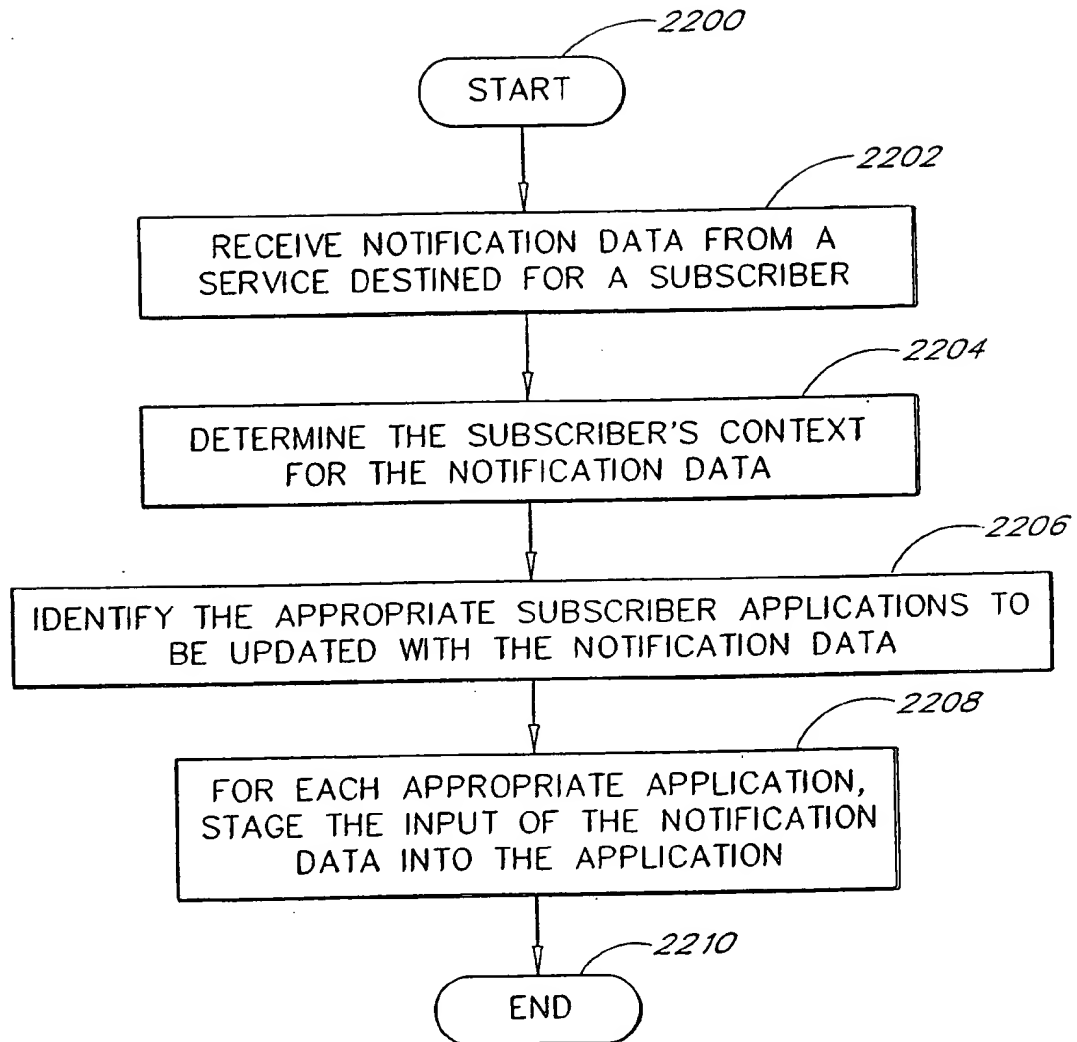 2200
START
2202
RECEIVE NOTIFICATION DATA FROM A
SERVICE DESTINED FOR A SUBSCRIBER
2204
DETERMINE THE SUBSCRIBER'S CONTEXT
FOR THE NOTIFICATION DATA
2206
IDENTIFY THE APPROPRIATE SUBSCRIBER APPLICATIONS TO
BE UPDATED WITH THE NOTIFICATION DATA
2208
FOR EACH APPROPRIATE APPLICATION,
STAGE THE INPUT OF THE NOTIFICATION
DATA INTO THE APPLICATION
2210
END